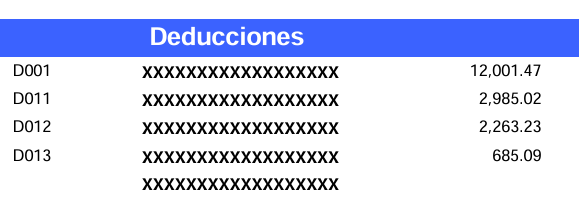 Deducciones
D001 XXXXXXXXXXXXXXXXXX 12,001.47
D011 XXXXXXXXXXXXXXXXXX 2,985.02
D012 XXXXXXXXXXXXXXXXXX 2,263.23
D013 XXXXXXXXXXXXXXXXXX 685.09
XXXXXXXXXXXXXXXXXX